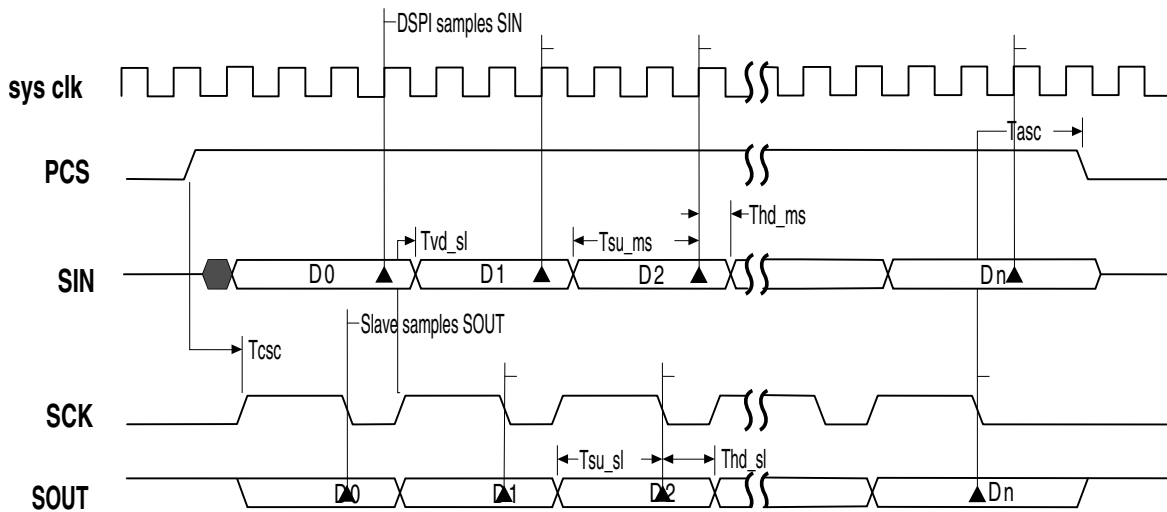 DSPI samples SIN
sys clk
Tasc
PCS
Thd_ms
Tvd_sl
Tsu_ms
SIN
D0
D1
D2
Dn
Slave samples SOUT
Tcsc
SCK
Tsu_sl
Thd_sl
SOUT
D0
D1
D2
Dn